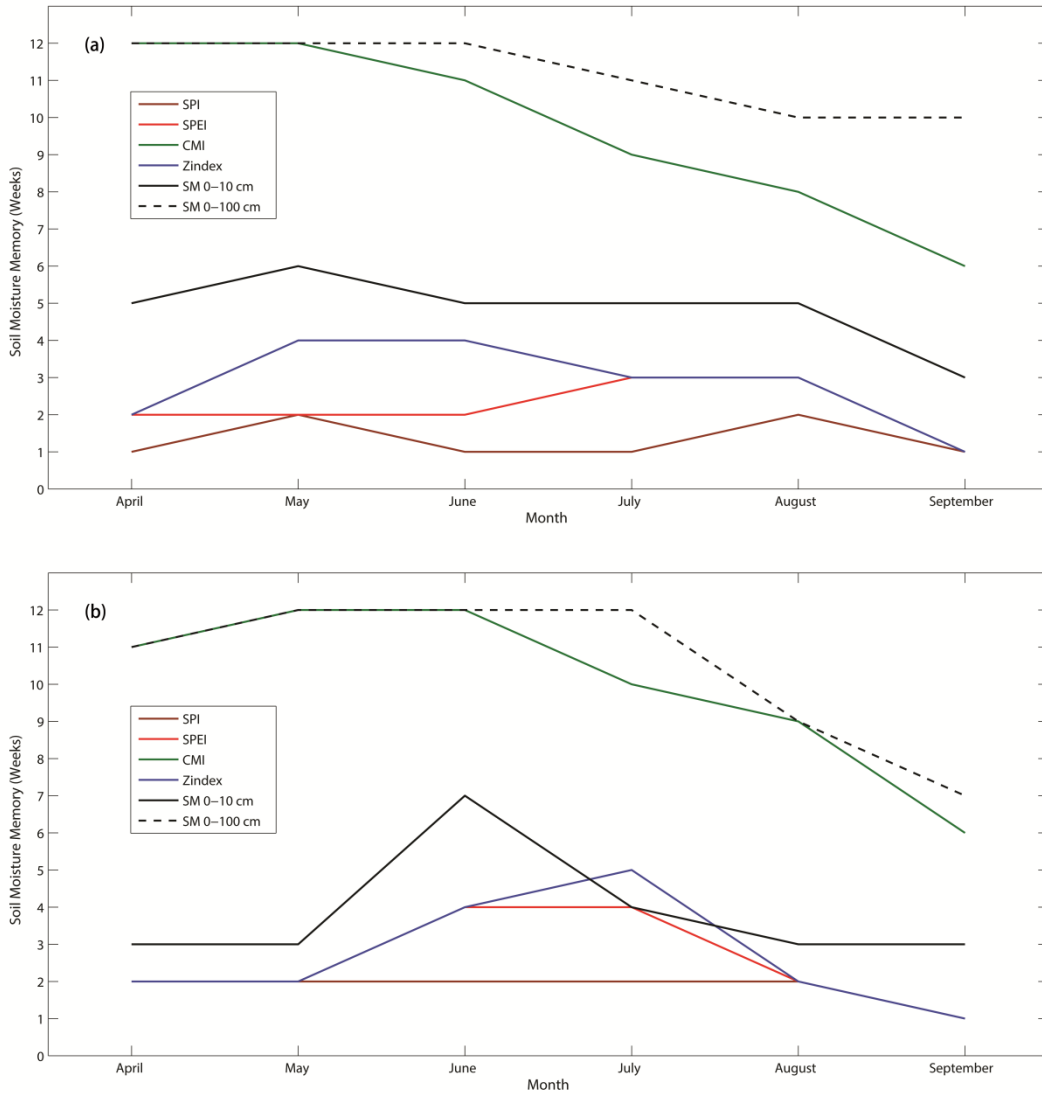 (a)
12
11
10
9
8
7
6
5
4
3
2
1
0
Soil Moisture Memory (Weeks)
SPI
SPEI
CMI
Zindex
SM 0−10 cm
SM 0−100 cm
April May June July August September
Month
(b)
12
11
10
9
8
7
6
5
4
3
2
1
0
Soil Moisture Memory (Weeks)
SPI
SPEI
CMI
Zindex
SM 0−10 cm
SM 0−100 cm
April May June July August September
Month